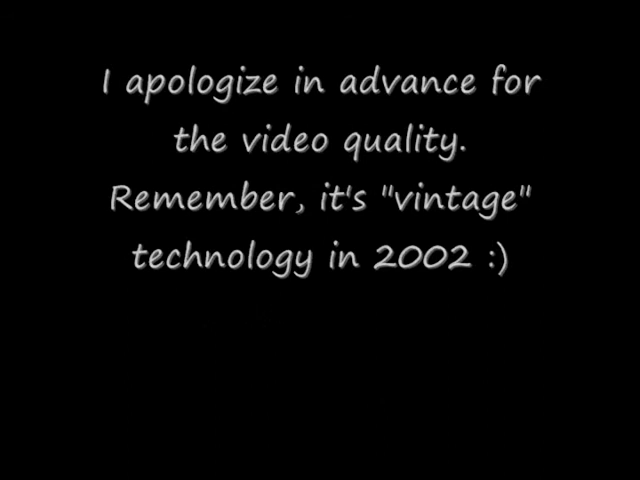 I apologize in advance for
the video quality.
Remember, it's "vintage"
technology in 2002 :)